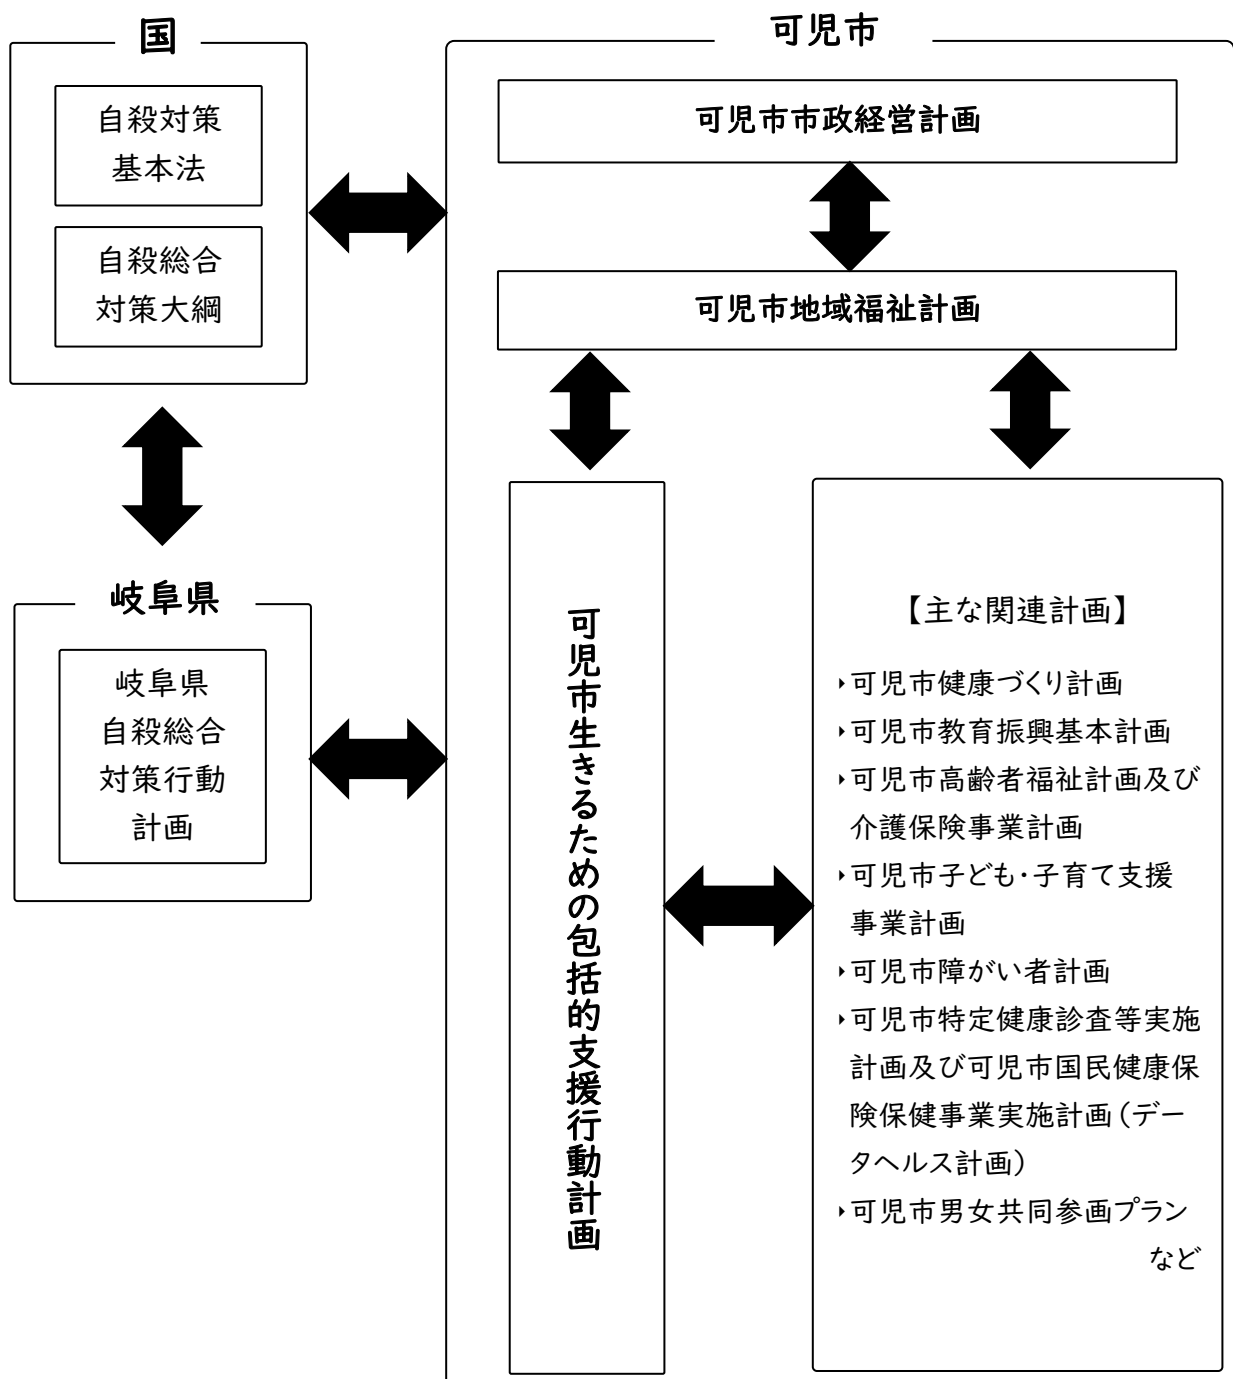 国
自殺対策
基本法
自殺総合
対策大綱
岐阜県
岐阜県
自殺総合
対策行動
計画
可児市
可児市市政経営計画
可児市地域福祉計画
可児市生きるための包括的支援行動計画
【主な関連計画】
▸可児市健康づくり計画
▸可児市教育振興基本計画
▸可児市高齢者福祉計画及び
介護保険事業計画
▸可児市子ども・子育て支援
事業計画
▸可児市障がい者計画
▸可児市特定健康診査等実施
計画及び可児市国民健康保
険保健事業実施計画（デー
タヘルス計画）
▸可児市男女共同参画プラン
など